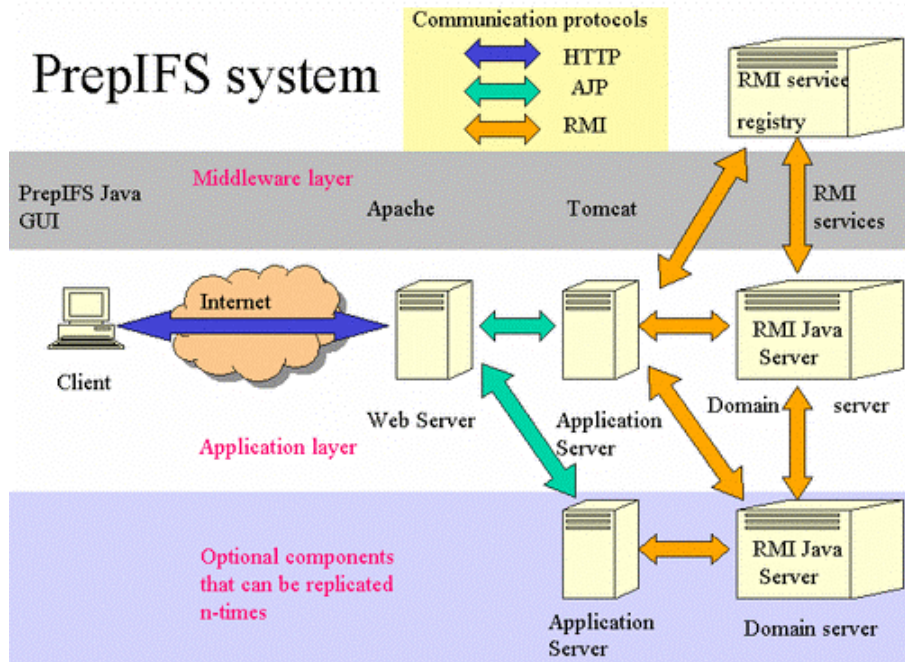 Communication protocols
HTTP
AJP
RMI
PrepIFS system
RMI service
registry
Middleware layer
PrepIFS Java
GUI
Apache
Tomcat
RMI
services
Internet
Client
Web Server
Application
Server
RMI Java
Server
Domain server
Application layer
Optional components
that can be replicated
n-times
Application
Server
RMI Java
Server
Domain server